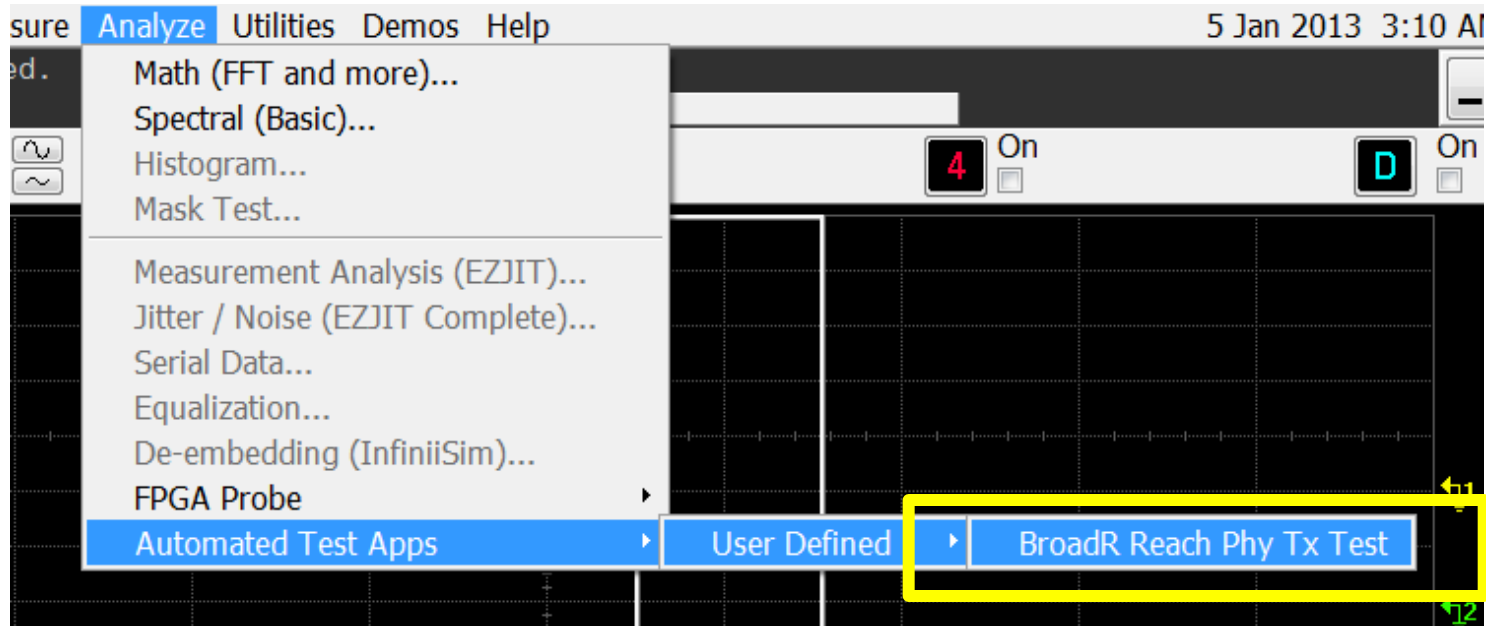 sure Analyze Utilities Demos Help 5 Jan 2013 3:10 A
ed.
Math (FFT and more)...
Spectral (Basic)...
Histogram...
Mask Test...
4 On
D On
Measurement Analysis (EZJIT)...
Jitter / Noise (EZJIT Complete)...
Serial Data...
Equalization...
De-embedding (InfiniiSim)...
FPGA Probe
1
Automated Test Apps User Defined BroadR Reach Phy Tx Test
2